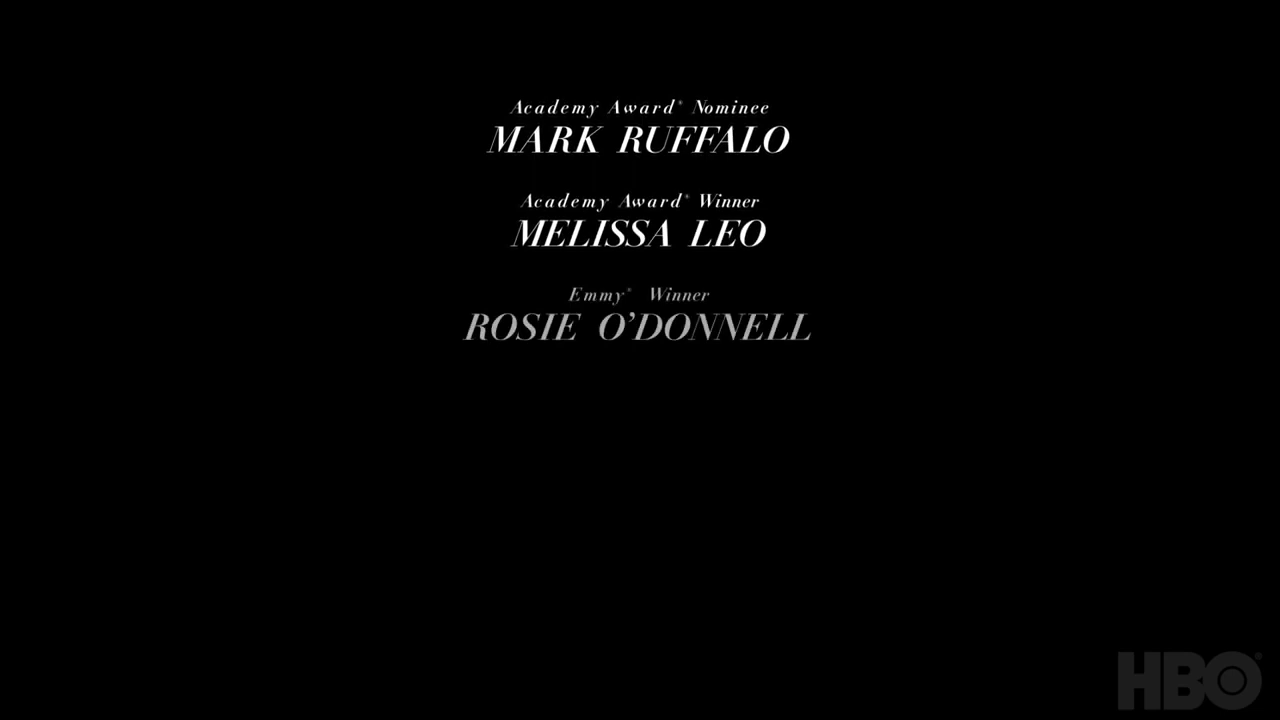 Academy Award® Nominee
MARK RUFFALO
Academy Award® Winner
MELISSA LEO
Emmy® Winner
ROSIE O’DONNELL
HBO®